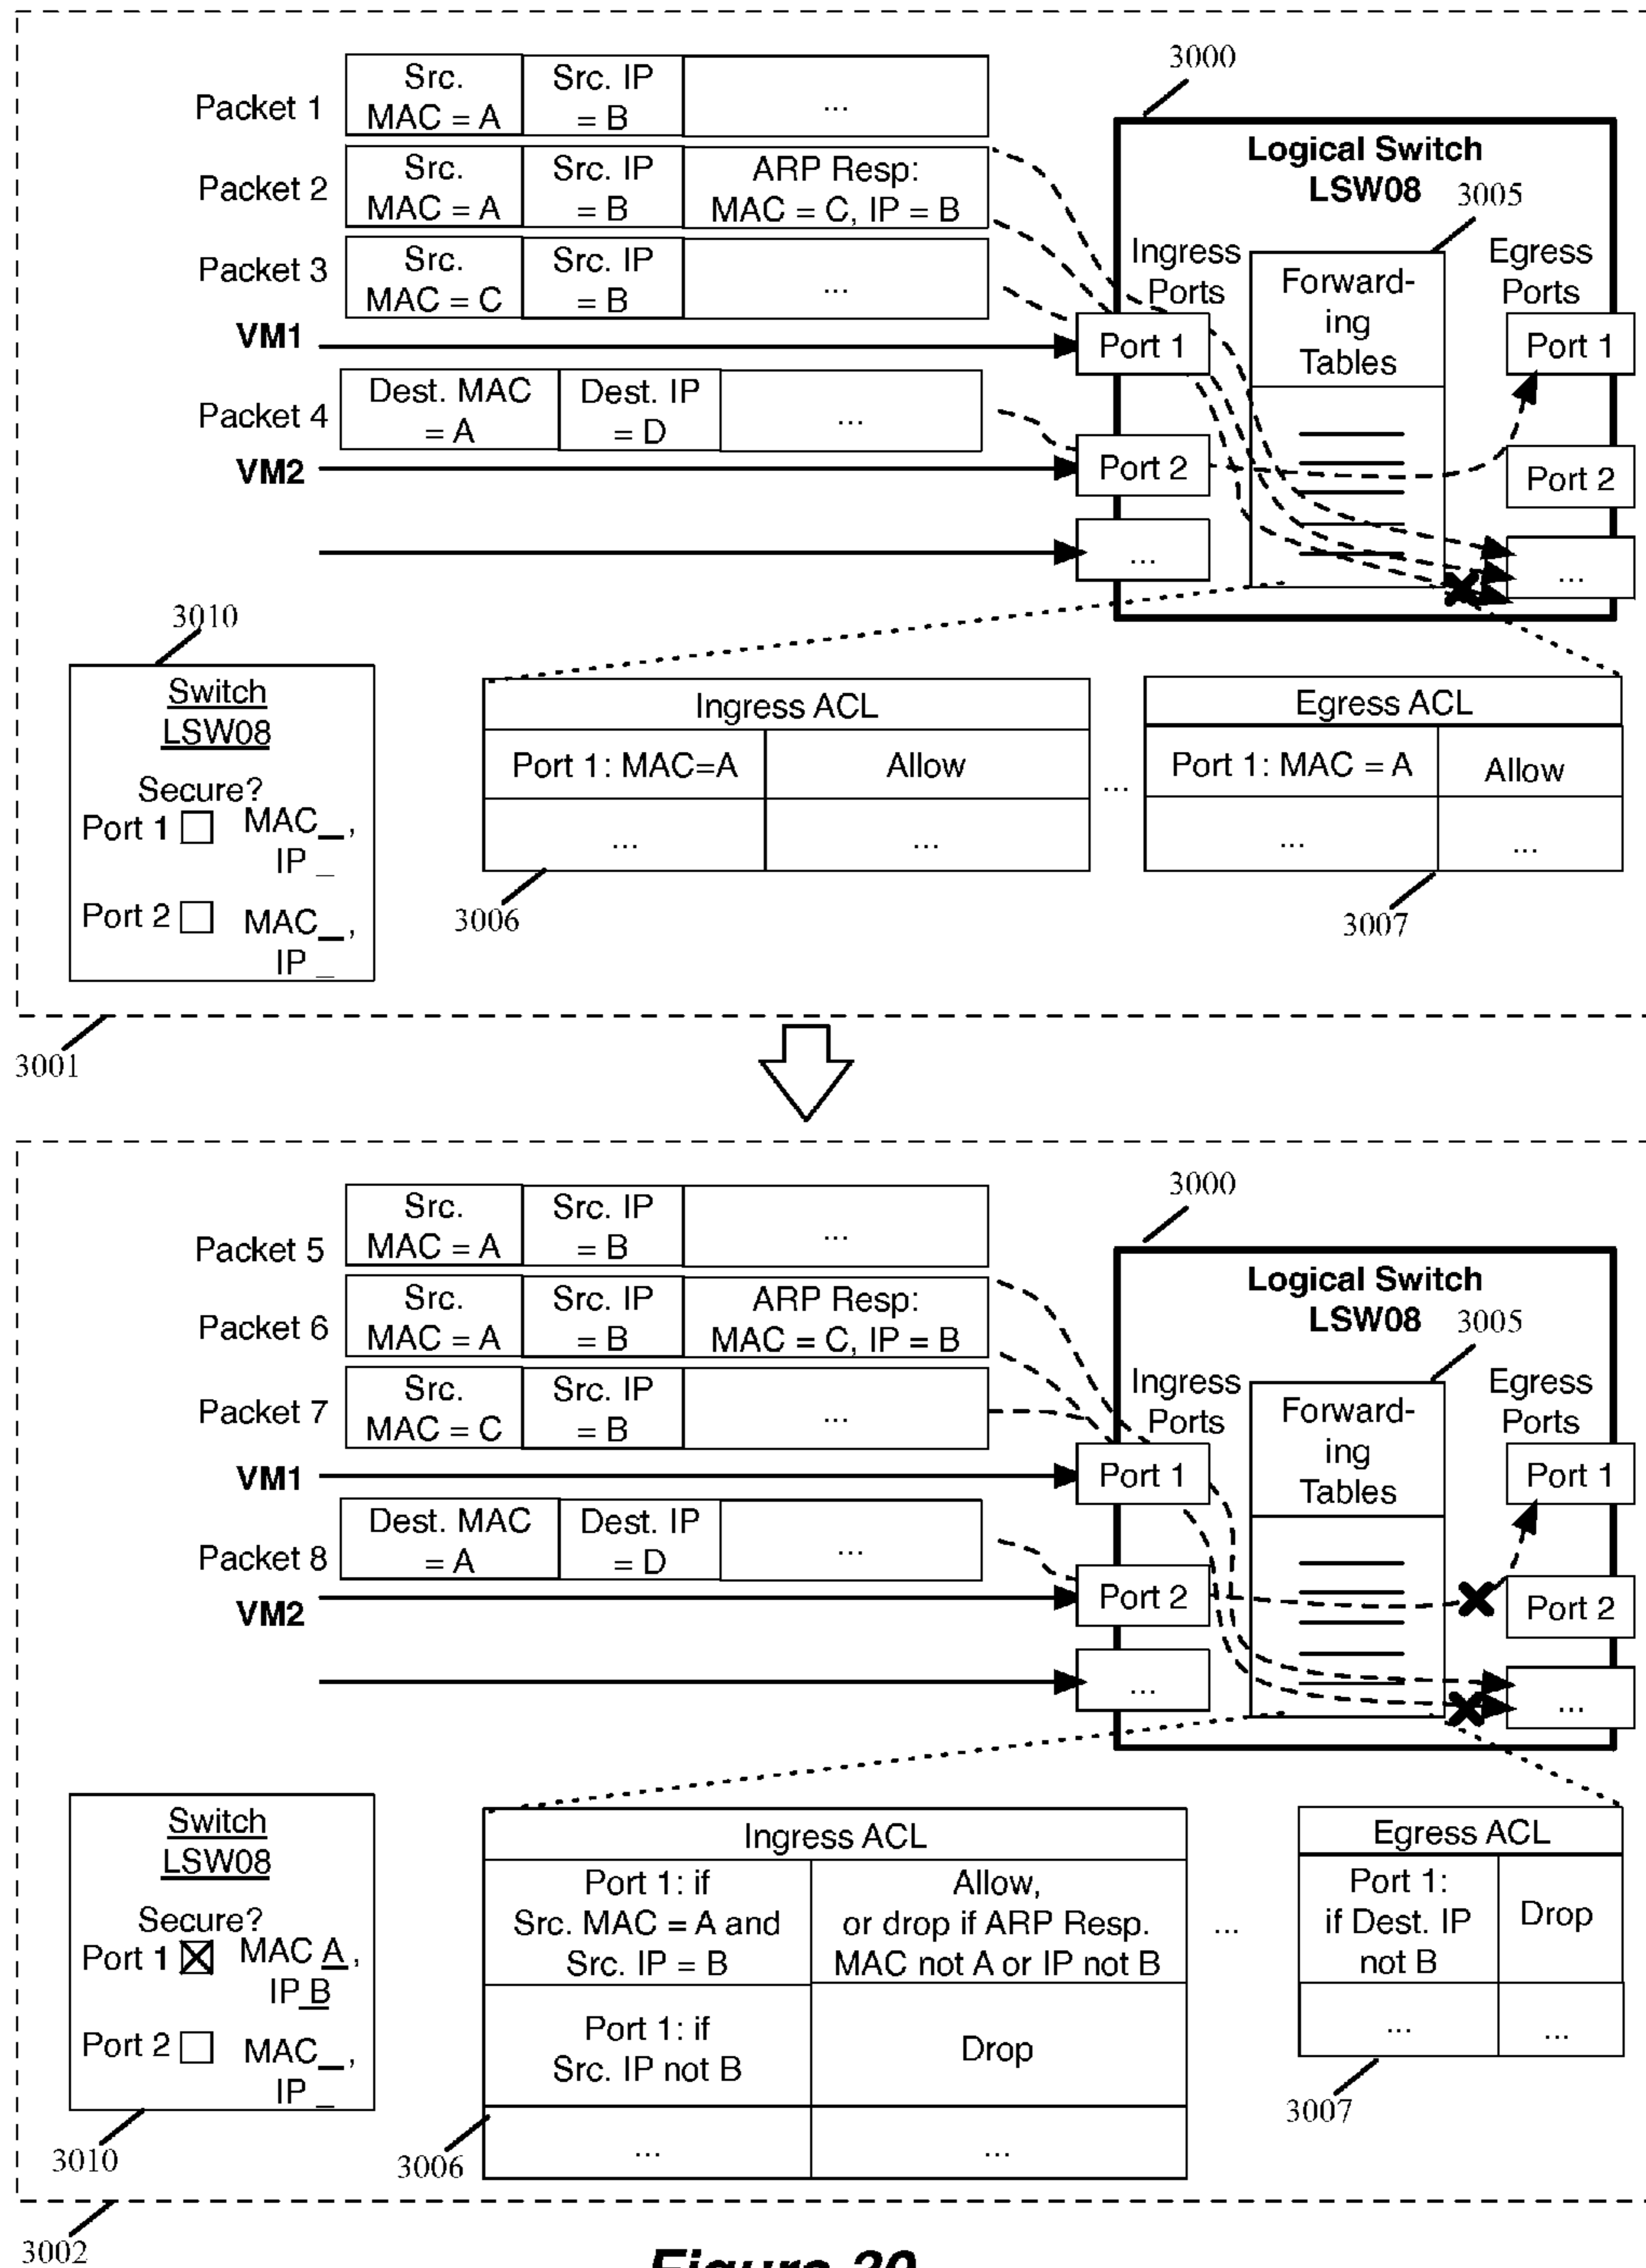 3000
Packet 1
Src.
MAC = A
Src. IP
= B
...
Packet 2
Src.
MAC = A
Src. IP
= B
ARP Resp:
MAC = C, IP = B
Packet 3
Src.
MAC = C
Src. IP
= B
...
VM1
Packet 4
Dest. MAC
= A
Dest. IP
= D
...
VM2
Logical Switch
LSW08
3005
Ingress
Ports
Forward-
ing
Tables
Egress
Ports
Port 1
Port 1
Port 2
Port 2
...
...
3010
Switch
LSW08
Secure?
Port 1 MAC_,
IP _
Port 2 MAC_,
IP _
Ingress ACL
Port 1: MAC=A
Allow
...
...
3006
...
Egress ACL
Port 1: MAC = A
Allow
...
...
3007
3001
3000
Packet 5
Src.
MAC = A
Src. IP
= B
...
Packet 6
Src.
MAC = A
Src. IP
= B
ARP Resp:
MAC = C, IP = B
Packet 7
Src.
MAC = C
Src. IP
= B
...
VM1
Packet 8
Dest. MAC
= A
Dest. IP
= D
...
VM2
Logical Switch
LSW08
3005
Ingress
Ports
Forward-
ing
Tables
Egress
Ports
Port 1
Port 1
Port 2
Port 2
...
...
Switch
LSW08
Secure?
Port 1 MAC A,
IP B
Port 2 MAC_,
IP _
3010
Ingress ACL
Port 1: if
Src. MAC = A and
Src. IP = B
Allow,
or drop if ARP Resp.
MAC not A or IP not B
Port 1: if
Src. IP not B
Drop
...
...
3006
...
Egress ACL
Port 1:
if Dest. IP
not B
Drop
...
...
3007
3002